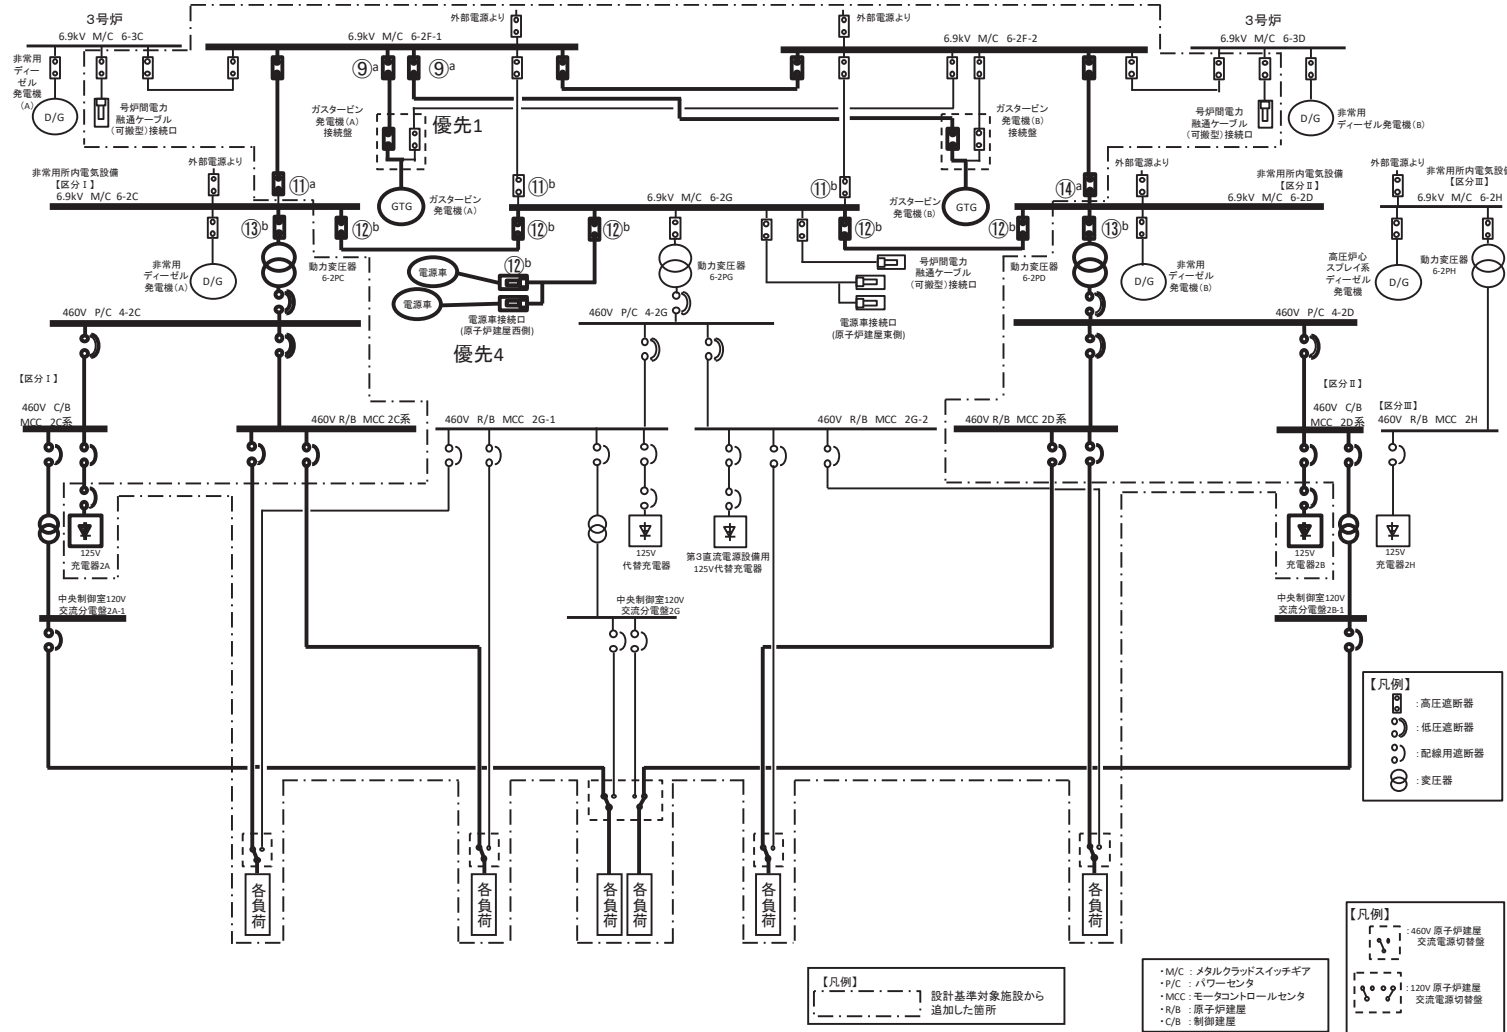 3号炉
6.9kV M/C 6-3C
外部電源より
6.9kV M/C 6-2F-1
外部電源より
6.9kV M/C 6-2F-2
3号炉
6.9kV M/C 6-3D
非常用
ディー
ゼル
発電機
(A)
D/G
号炉間電力
融通ケーブル
(可搬型)接続口
⑨a
⑨a
ガスタービン
発電機(A)
接続盤
優先1
ガスタービン
発電機(B)
接続盤
号炉間電力
融通ケーブル
(可搬型)接続口
D/G
非常用
ディーゼル発電機(B)
非常用所内電気設備
【区分Ⅰ】
6.9kV M/C 6-2C
外部電源より
⑪a
GTG
ガスタービン
発電機(A)
⑪b
6.9kV M/C 6-2G
⑪b
ガスタービン
発電機(B)
GTG
⑭a
外部電源より
非常用所内電気設備
【区分Ⅱ】
6.9kV M/C 6-2D
外部電源より
非常用所内電気設備
【区分Ⅲ】
6.9kV M/C 6-2H
⑬b
⑫b
⑫b
⑫b
⑫b
⑫b
⑬b
非常用
ディーゼル
発電機(A)
D/G
動力変圧器
6-2PC
電源車
電源車
⑫b
電源車接続口
(原子炉建屋西側)
優先4
動力変圧器
6-2PG
号炉間電力
融通ケーブル
(可搬型)接続口
電源車接続口
(原子炉建屋東側)
動力変圧器
6-2PD
D/G
非常用
ディーゼル
発電機(B)
高圧炉心
スプレイ系
ディーゼル
発電機
D/G
動力変圧器
6-2PH
460V P/C 4-2C
460V P/C 4-2G
460V P/C 4-2D
【区分Ⅰ】
460V C/B
MCC 2C系
460V R/B MCC 2C系
460V R/B MCC 2G-1
460V R/B MCC 2G-2
460V R/B MCC 2D系
【区分Ⅱ】
460V C/B
MCC 2D系
【区分Ⅲ】
460V R/B MCC 2H
125V
充電器2A
125V
代替充電器
第3直流電源設備用
125V代替充電器
125V
充電器2B
125V
充電器2H
中央制御室120V
交流分電盤2A-1
中央制御室120V
交流分電盤2G
中央制御室120V
交流分電盤2B-1
【凡例】
:高圧遮断器
:低圧遮断器
:配線用遮断器
:変圧器
各負荷
各負荷
各負荷
各負荷
各負荷
各負荷
【凡例】
設計基準対象施設から
追加した箇所
・M/C :メタルクラッドスイッチギア
・P/C :パワーセンタ
・MCC:モータコントロールセンタ
・R/B :原子炉建屋
・C/B :制御建屋
【凡例】
:460V 原子炉建屋
交流電源切替盤
:120V 原子炉建屋
交流電源切替盤